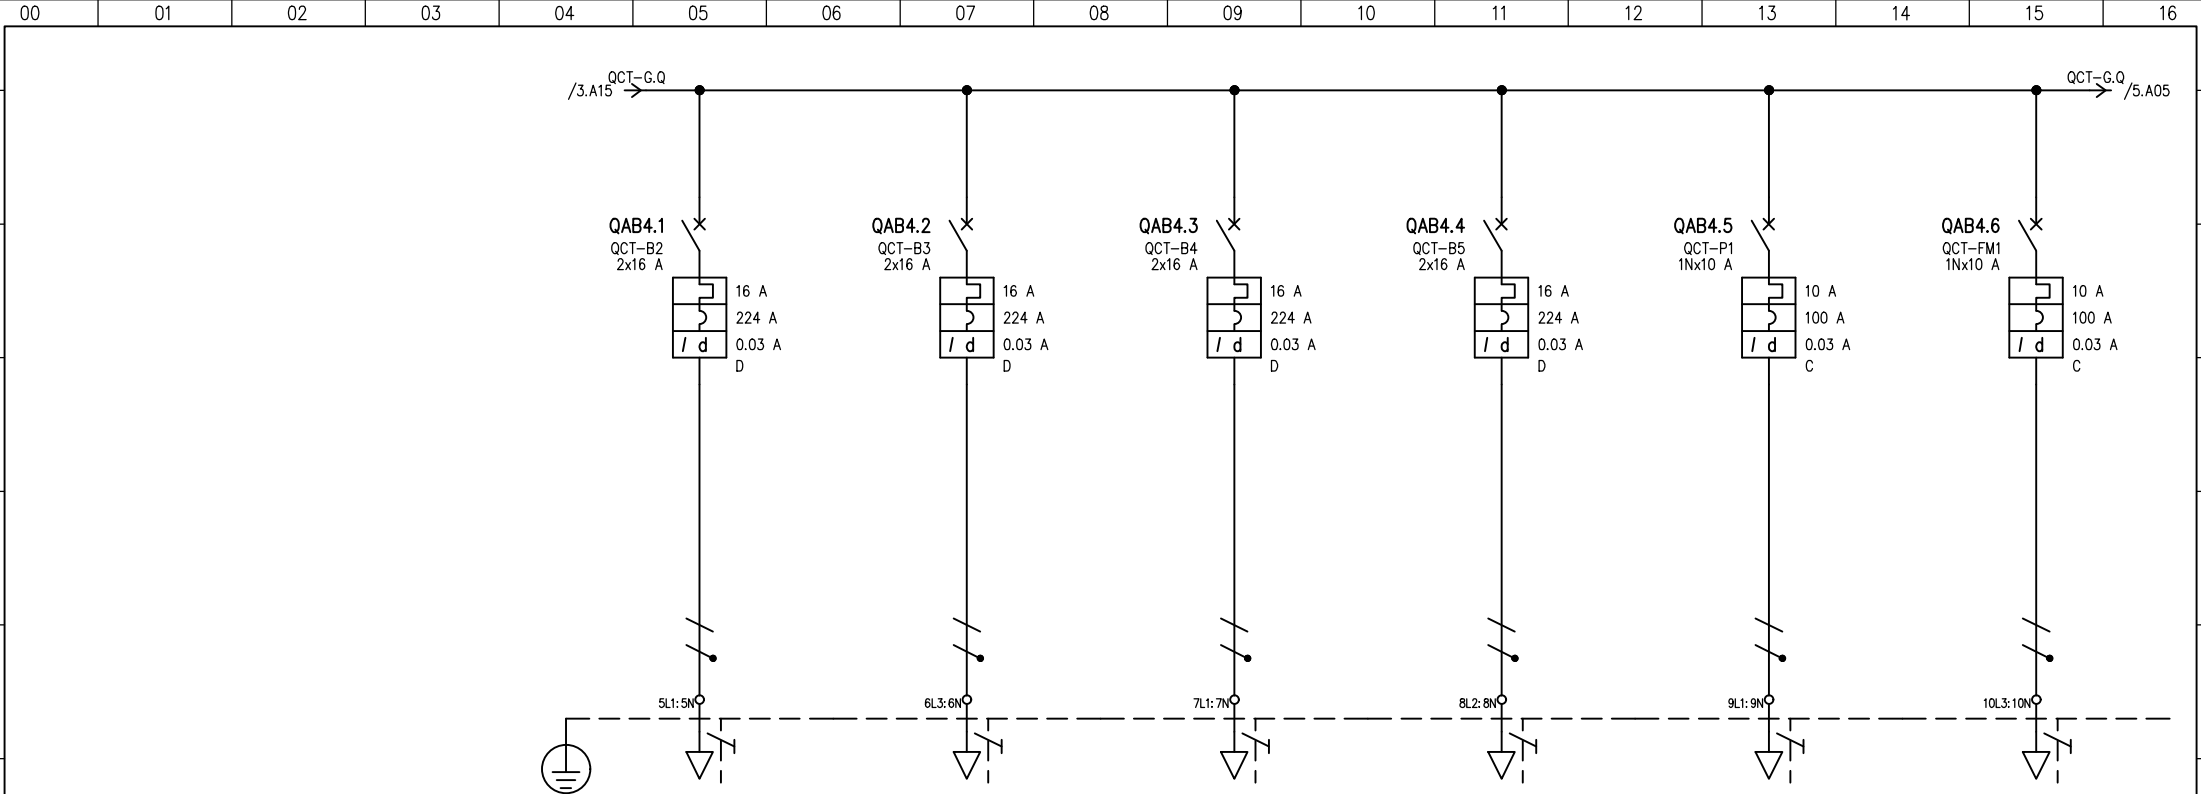 00 01 02 03 04 05 06 07 08 09 10 11 12 13 14 15 16
QCT-G.Q QCT-G.Q
/3.A15 /5.A05
QAB4.1 QAB4.2 QAB4.3 QAB4.4 QAB4.5 QAB4.6
QCT-B2 QCT-B3 QCT-B4 QCT-B5 QCT-P1 QCT-FM1
2x16 A 2x16 A 2x16 A 2x16 A 1Nx10 A 1Nx10 A
16 A 16 A 16 A 16 A 10 A 10 A
224 A 224 A 224 A 224 A 100 A 100 A
I d 0.03 A I d 0.03 A I d 0.03 A I d 0.03 A I d 0.03 A I d 0.03 A
D D D D C C
5L1:5N 6L3:6N 7L1:7N 8L2:8N 9L1:9N 10L3:10N